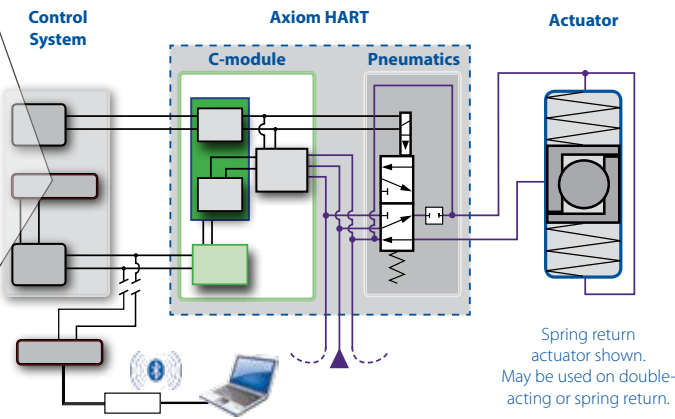 Control
System
Axiom HART
Actuator
C-module
Pneumatics
Spring return
actuator shown.
May be used on double-
acting or spring return.